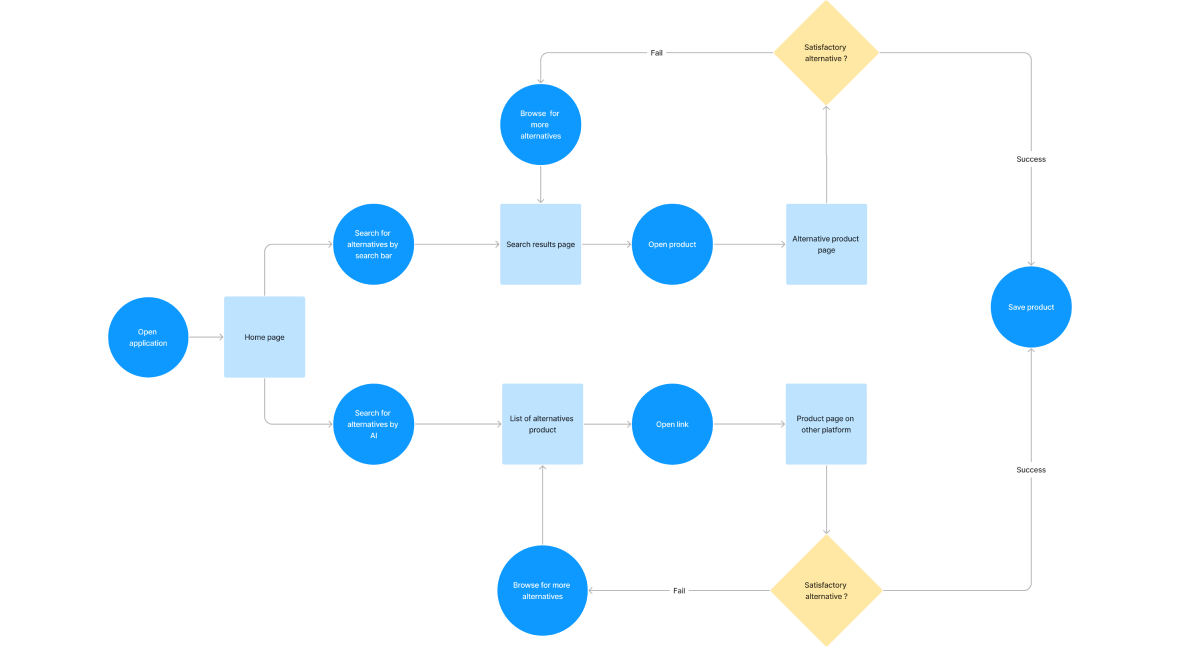 Satisfactory
alternative ?
Fail
Browse for
more
alternatives
Success
Search for
alternatives by
search bar
Search results page
Open product
Alternative product
page
Save product
Open
application
Home page
Search for
alternatives by
AI
List of alternatives
product
Open link
Product page on
other platform
Success
Browse for more
alternatives
Fail
Satisfactory
alternative ?